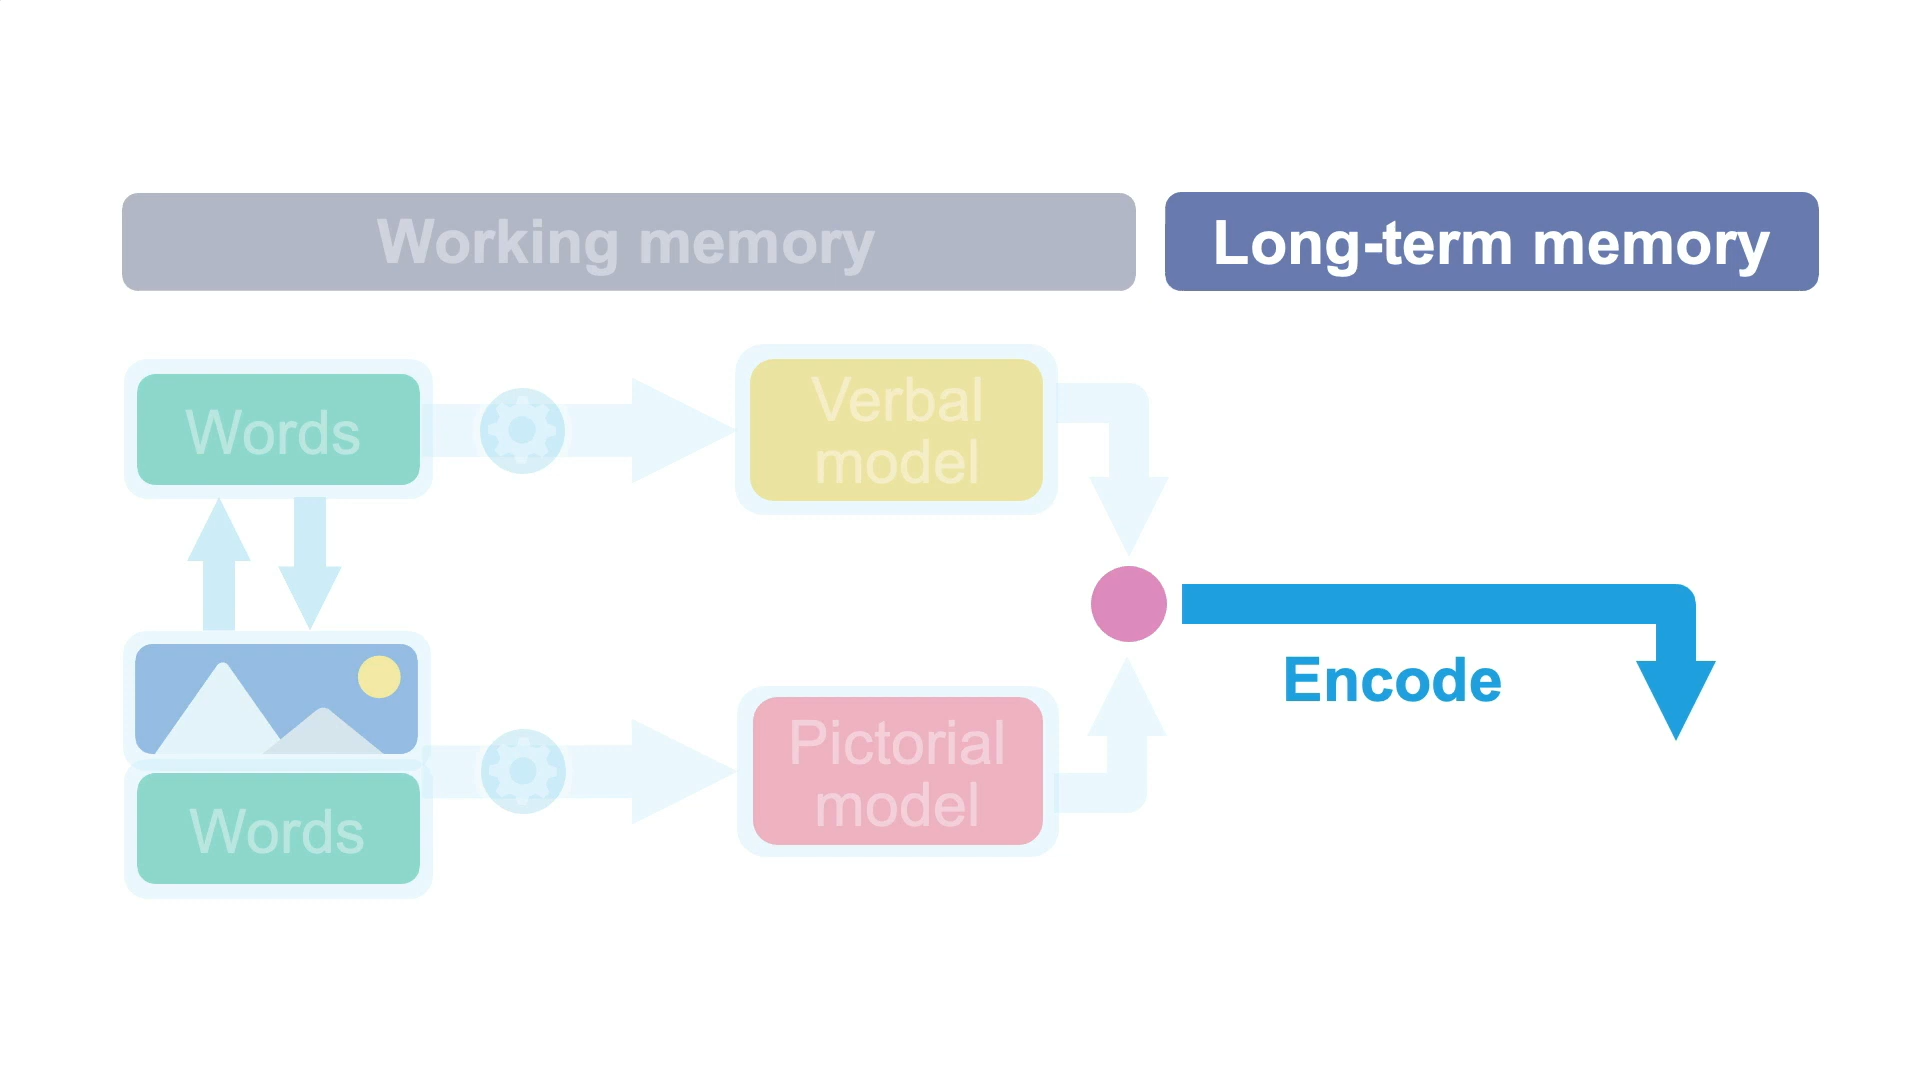 Working memory
Long-term memory
Words
Verbal
model
Encode
Pictorial
model
Words